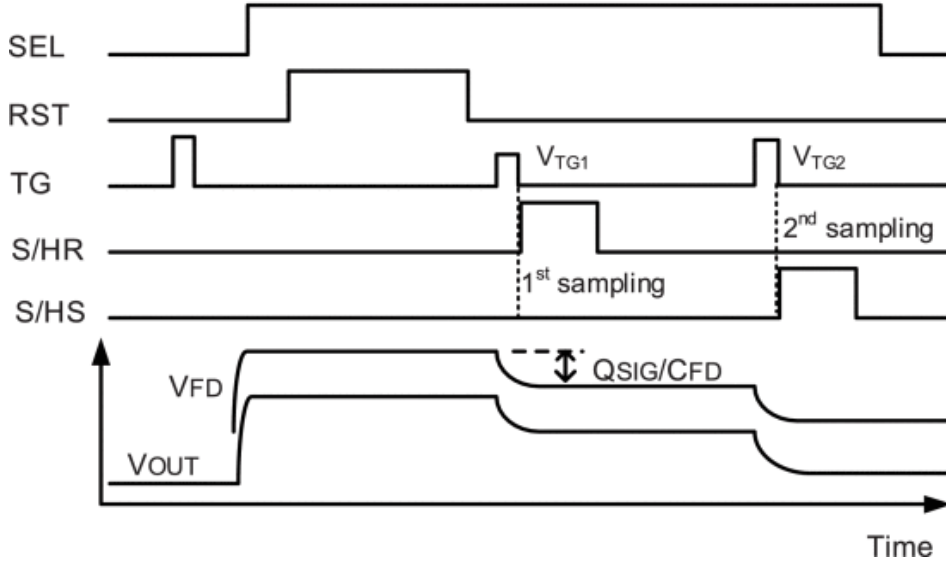 SEL
RST
TG
VTG1
VTG2
S/HR
2nd sampling
1st sampling
S/HS
VFD
QSIG/CFD
VOUT
Time